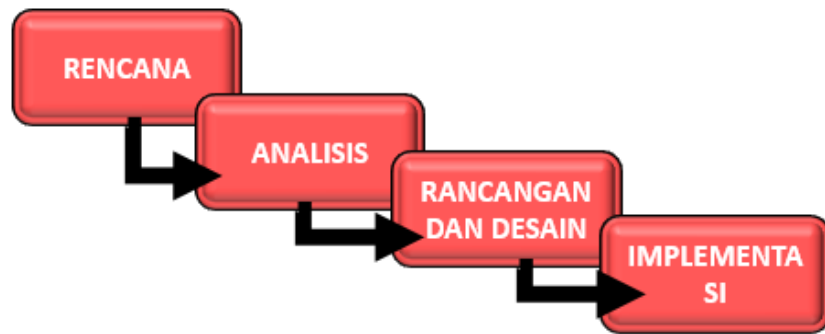 RENCANA
ANALISIS
RANCANGAN
DAN DESAIN
IMPLEMENTA
SI